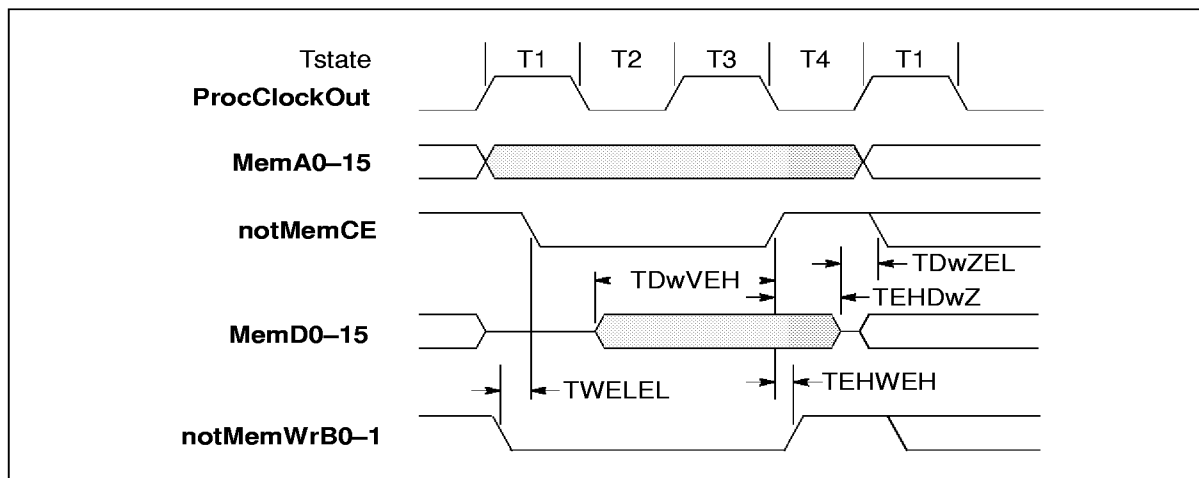 Tstate T1 T2 T3 T4 T1
ProcClockOut
MemA0–15
notMemCE
TDwVEH TDwZEL
TEHDwZ
MemD0–15
TWELEL TEHWEH
notMemWrB0–1